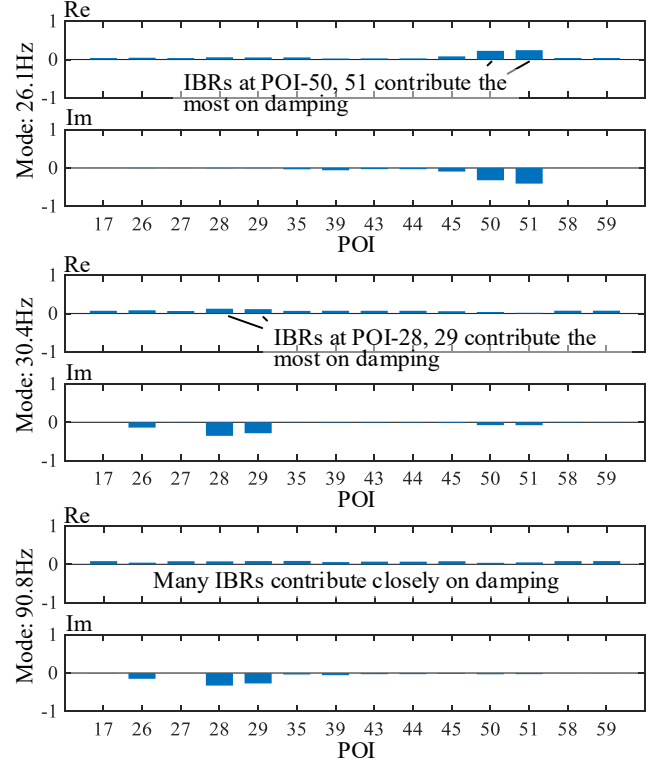 Re
1
0
-1
IBRs at POI-50, 51 contribute the
most on damping
Mode: 26.1Hz
Im
1
0
-1
17 26 27 28 29 35 39 43 44 45 50 51 58 59
POI
Re
1
0
-1
IBRs at POI-28, 29 contribute the
most on damping
Mode: 30.4Hz
Im
1
0
-1
17 26 27 28 29 35 39 43 44 45 50 51 58 59
POI
Re
1
0
-1
Many IBRs contribute closely on damping
Mode: 90.8Hz
Im
1
0
-1
17 26 27 28 29 35 39 43 44 45 50 51 58 59
POI